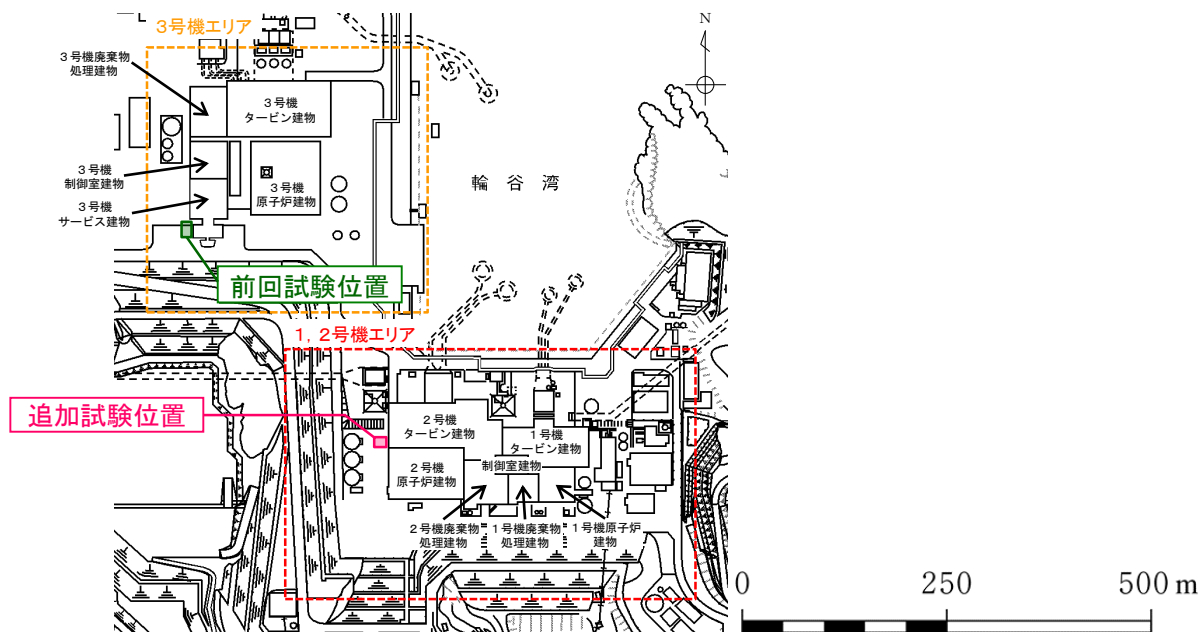 3号機エリア
N
3号機廃棄物
処理建物
3号機
タービン建物
3号機
制御室建物
3号機
原子炉建物
輪谷湾
3号機
サービス建物
前回試験位置
1,2号機エリア
追加試験位置
2号機
タービン建物
1号機
タービン建物
制御室建物
2号機
原子炉建物
2号機廃棄物
処理建物
1号機廃棄物
処理建物
1号機原子炉
建物
0 250 500m